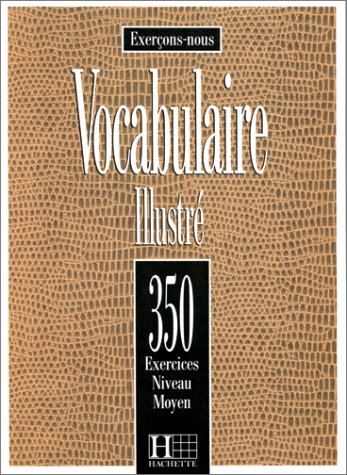 Exerçons-nous
Vocabulaire
Illustré
350
Exercices
Niveau
Moyen
H
HACHETTE